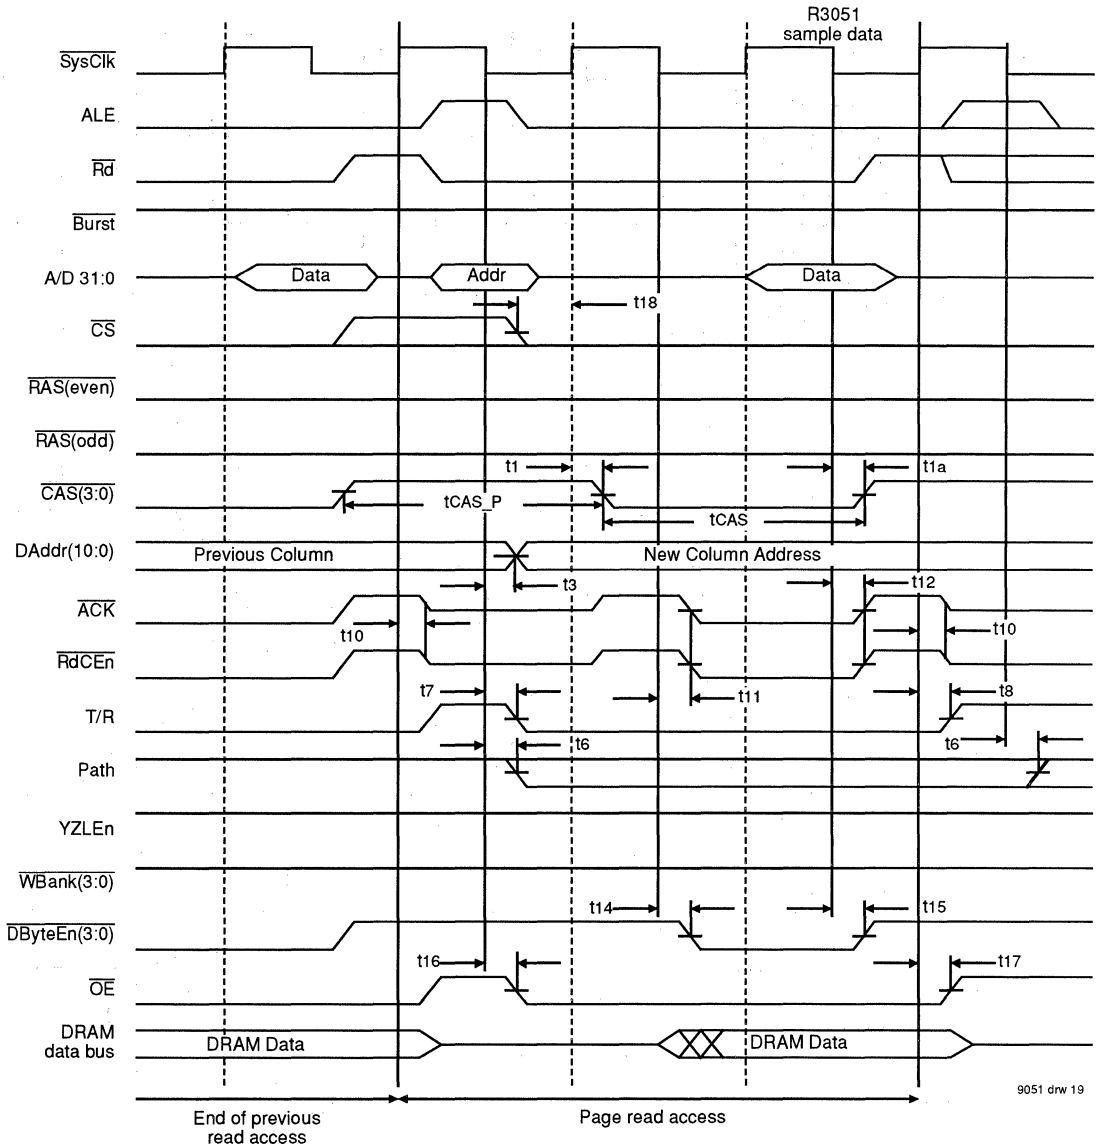 R3051
sample data
SysClk
ALE
Rd
Burst
A/D 31:0
Data
Addr
Data
t18
CS
RAS(even)
RAS(odd)
t1
t1a
CAS(3:0)
tCAS_P
tCAS
DAddr(10:0)
Previous Column
New Column Address
t3
t12
ACK
t10
t10
RdCEn
t7
t11
t8
T/R
t6
t6
Path
YZLEn
WBank(3:0)
t14
t15
DByteEn(3:0)
t16
t17
OE
DRAM
data bus
DRAM Data
DRAM Data
9051 drw 19
End of previous
read access
Page read access